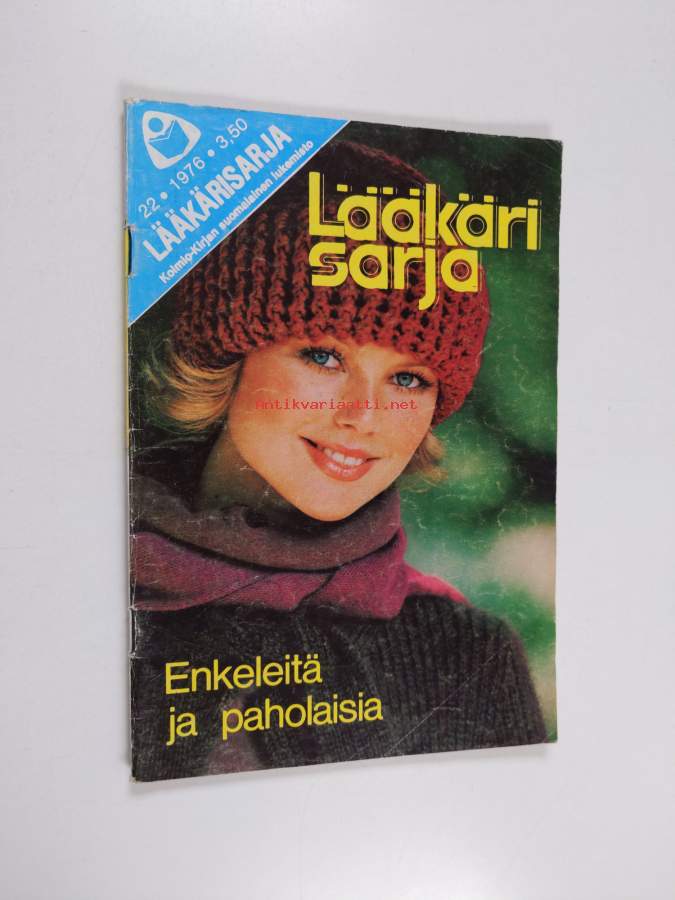 22 • 1976 • 3,50
LÄÄKÄRISARJA
Kolmio-Kirjan suomalainen lukemisto
Lääkäri
sarja
antikvariaatti.net
Enkeleitä
ja paholaisia